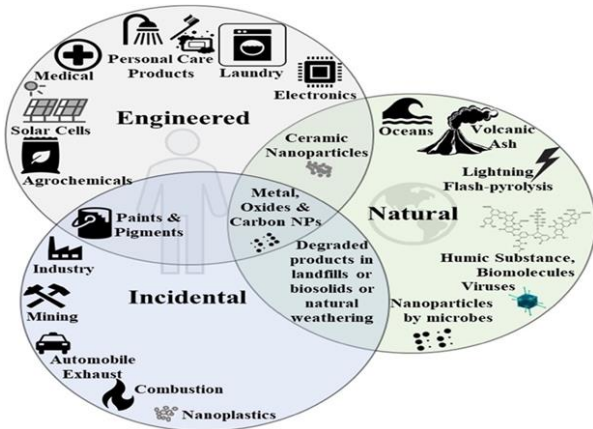 Medical
Personal Care
Products
Laundry
Electronics
Solar Cells
Engineered
Agrochemicals
Ceramic
Nanoparticles
Oceans
Volcanic
Ash
Lightning
Flash-pyrolysis
Natural
Humic Substance,
Biomolecules
Viruses
Nanoparticles
by microbes
Metal,
Oxides &
Carbon NPs
Degraded
products in
landfills or
biosolids or
natural
weathering
Paints &
Pigments
Industry
Incidental
Mining
Automobile
Exhaust
Combustion
Nanoplastics